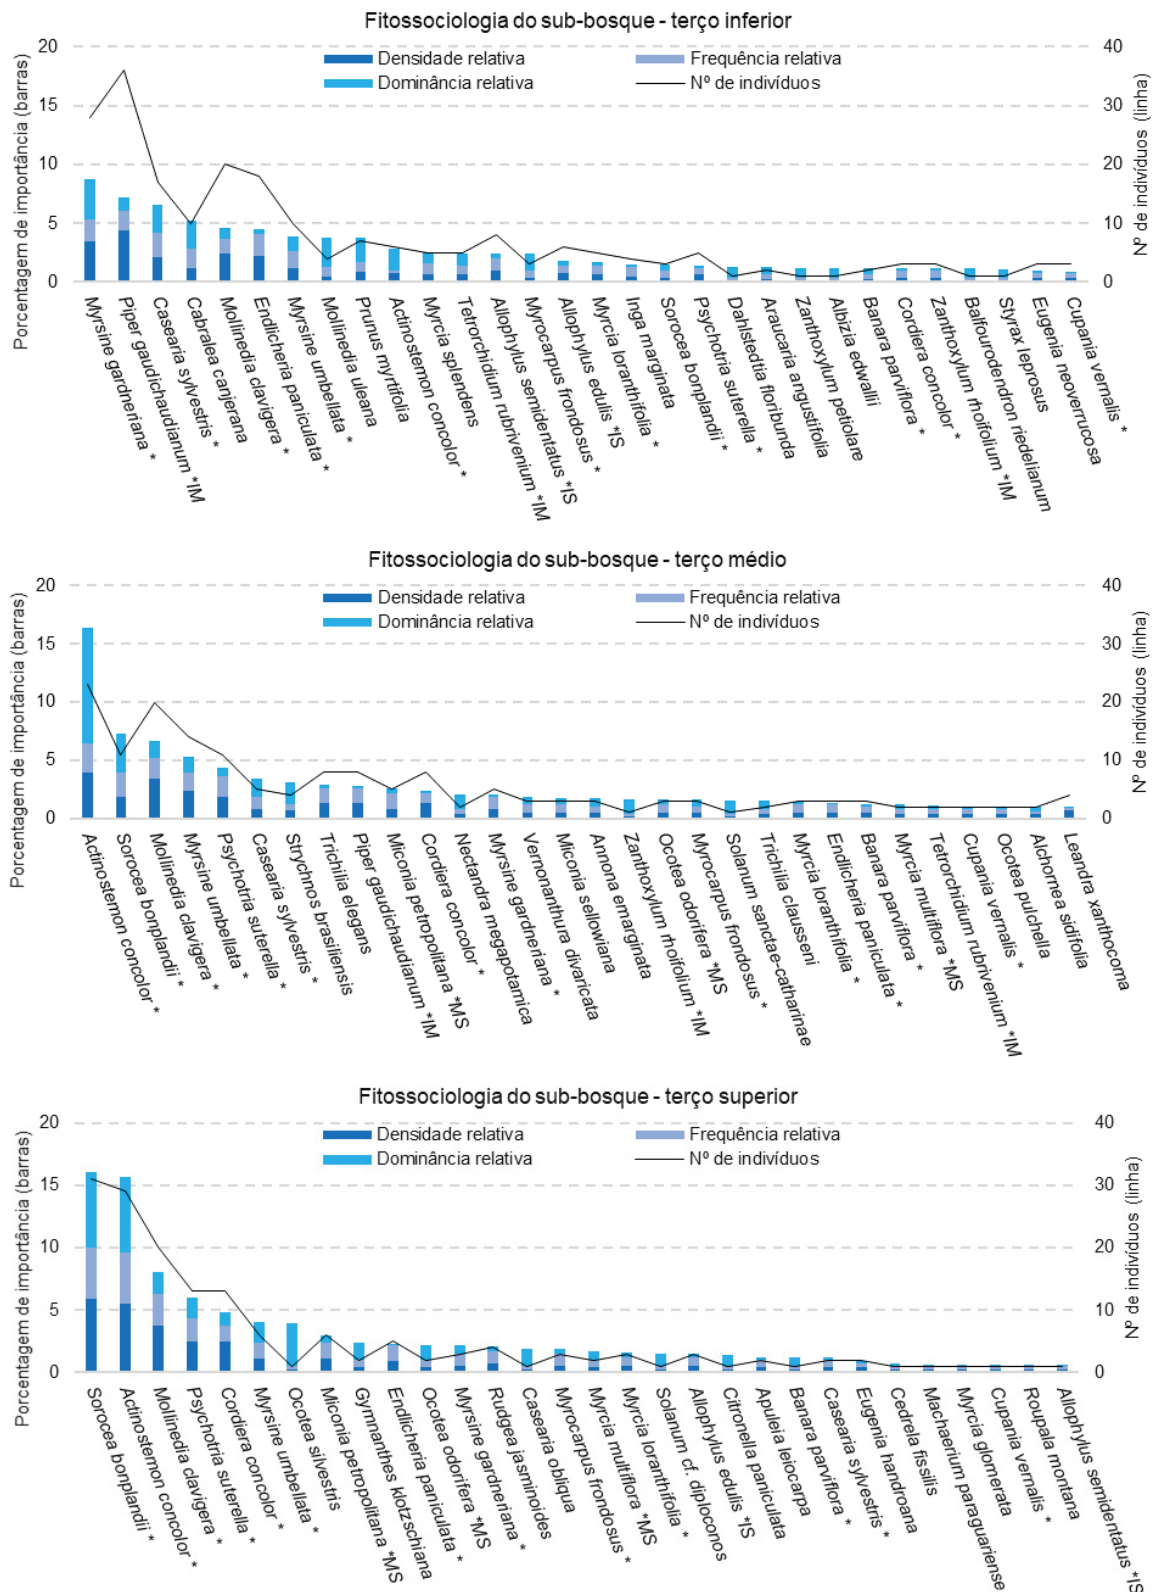 Fitossociologia do sub-bosque - terço inferior
Densidade relativa
Frequência relativa
Dominância relativa
Nº de indivíduos
Porcentagem de importância (barras)
20
15
10
5
0
40
30
20
10
0
Nº de indivíduos (linha)
Myrsine gardneriana *
Piper gaudichaudianum *IM
Casearia sylvestris *
Cabralea canjerana
Mollinedia clavigera *
Endlicheria paniculata *
Myrsine umbellata *
Mollinedia uleana
Prunus myrtifolia
Actinostemon concolor *
Myrcia splendens
Tetrorchidium rubrivenium *IM
Allophylus semidentatus *IS
Myrocarpus frondosus *
Allophylus edulis *IS
Myrcia loranthifolia *
Inga marginata
Sorocea bonplandii *
Psychotria suterella *
Dahlstedtia floribunda
Araucaria angustifolia
Zanthoxylum petiolare
Albizia edwallii
Banara parviflora *
Cordiera concolor *
Zanthoxylum rhoifolium *IM
Balfourodendron riedelianum
Styrax leprosus
Eugenia neoverrucosa
Cupania vernalis *
Fitossociologia do sub-bosque - terço médio
Densidade relativa
Frequência relativa
Dominância relativa
Nº de indivíduos
Porcentagem de importância (barras)
20
15
10
5
0
40
30
20
10
0
Nº de indivíduos (linha)
Actinostemon concolor *
Sorocea bonplandii *
Mollinedia clavigera *
Myrsine umbellata *
Psychotria suterella *
Casearia sylvestris *
Strychnos brasiliensis
Trichilia elegans
Piper gaudichaudianum *IM
Miconia petropolitana *MS
Cordiera concolor *
Nectandra megapotamica
Myrsine gardneriana *
Vernonanthura divaricata
Miconia sellowiana
Annona emarginata
Zanthoxylum rhoifolium *IM
Ocotea odorifera *MS
Myrocarpus frondosus *
Solanum sanctae-catharinae
Trichilia clausseni
Myrcia loranthifolia *
Endlicheria paniculata *
Banara parviflora *
Myrcia multiflora *MS
Tetrorchidium rubrivenium *IM
Cupania vernalis *
Ocotea pulchella
Alchornea sidifolia
Leandra xanthocoma
Fitossociologia do sub-bosque - terço superior
Densidade relativa
Frequência relativa
Dominância relativa
Nº de indivíduos
Porcentagem de importância (barras)
20
15
10
5
0
40
30
20
10
0
Nº de indivíduos (linha)
Sorocea bonplandii *
Actinostemon concolor *
Mollinedia clavigera *
Psychotria suterella *
Cordiera concolor *
Myrsine umbellata *
Ocotea silvestris
Miconia petropolitana *MS
Gymnanthes klotzschiana
Endlicheria paniculata *
Ocotea odorifera *MS
Myrsine gardneriana *
Rudgea jasminoides
Casearia obliqua
Myrocarpus frondosus *
Myrcia multiflora *MS
Myrcia loranthifolia *
Solanum cf. diploconos
Allophylus edulis *IS
Citronella paniculata
Apuleia leiocarpa
Banara parviflora *
Casearia sylvestris *
Eugenia handroana
Cedrela fissilis
Machaerium paraguariense
Myrcia glomerata
Cupania vernalis *
Roupala montana
Allophylus semidentatus *IS